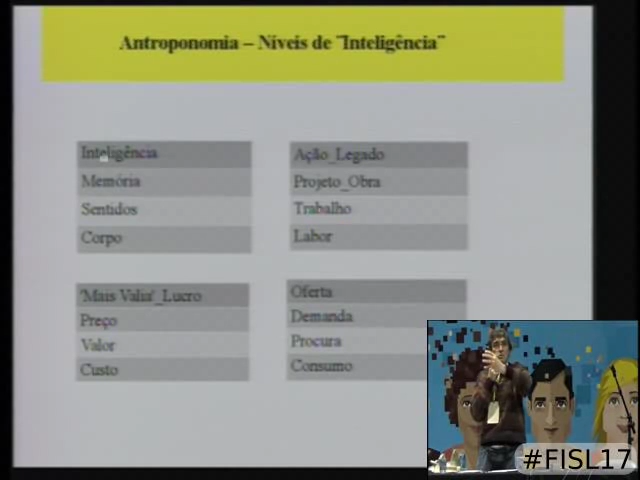 Antroponomia – Níveis de "Inteligência"
Inteligência
Memória
Sentidos
Corpo
Ação_Legado
Projeto_Obra
Trabalho
Labor
'Mais Valia'_Lucro
Preço
Valor
Custo
Oferta
Demanda
Procura
Consumo
#FISL17